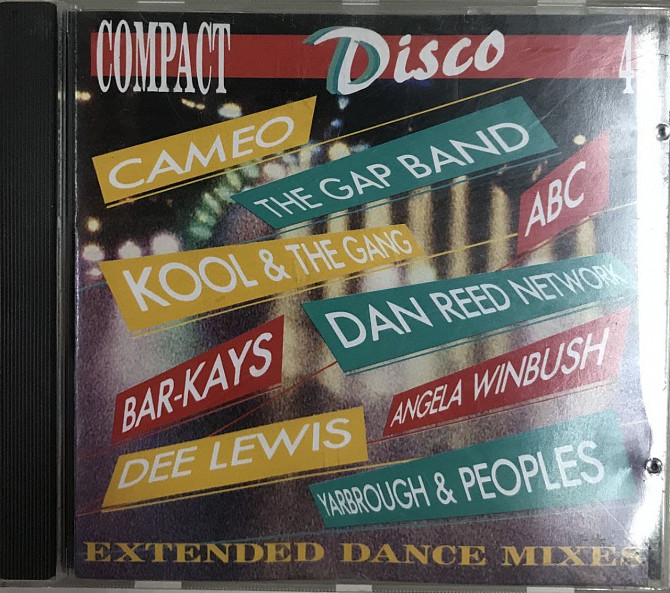 COMPACT Disco 4
CAMEO
THE GAP BAND
ABC
KOOL & THE GANG
DAN REED NETWORK
BAR-KAYS
ANGELA WINBUSH
DEE LEWIS
YARBROUGH & PEOPLES
EXTENDED DANCE MIXES